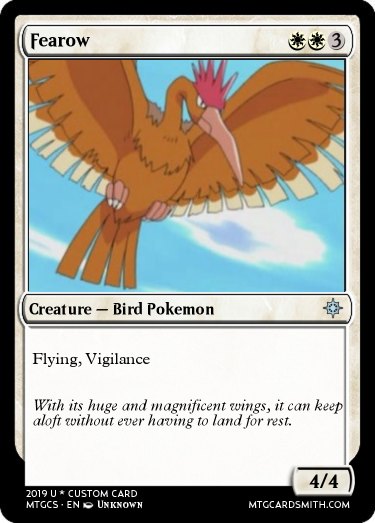 Fearow 3
Creature — Bird Pokemon
Flying, Vigilance
With its huge and magnificent wings, it can keep
aloft without ever having to land for rest.
4/4
2019 U * CUSTOM CARD
MTGCS • EN UNKNOWN
MTGCARDSMITH.COM